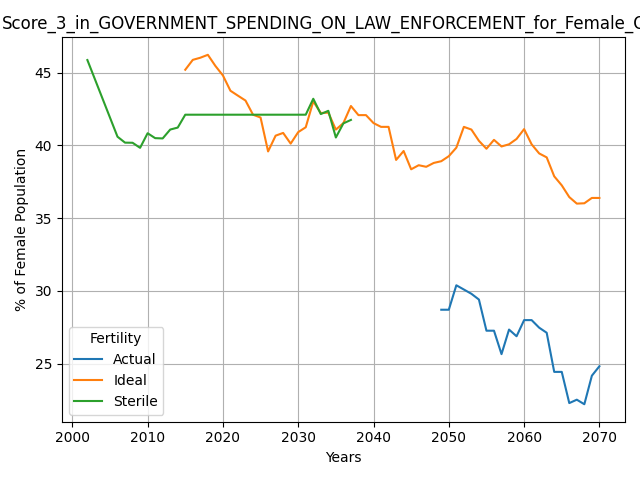 Score_3_in_GOVERNMENT_SPENDING_ON_LAW_ENFORCEMENT_for_Female_
% of Female Population
45
40
35
30
25
Fertility
Actual
Ideal
Sterile
2000 2010 2020 2030 2040 2050 2060 2070
Years